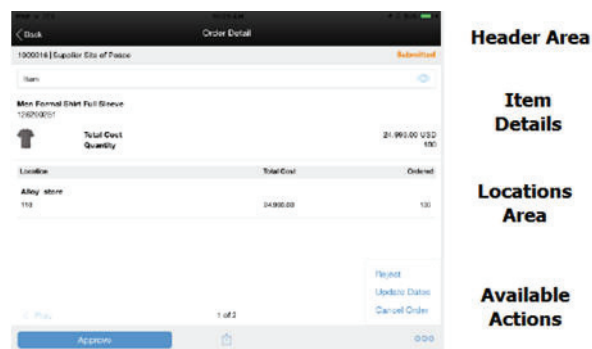 Back
Order Detail
Header Area
1000016 | Supplier Site of Peace
Submitted
Item
Item
Details
Men Formal Shirt Full Sleeve
Total Cost
24,990.00 USD
Quantity
100
Location
Total Cost
Ordered
Locations
Area
Alloy store
110
24,990.00
100
Reject
Update Dates
Cancel Order
Available
Actions
Prev
1 of 2
Approve